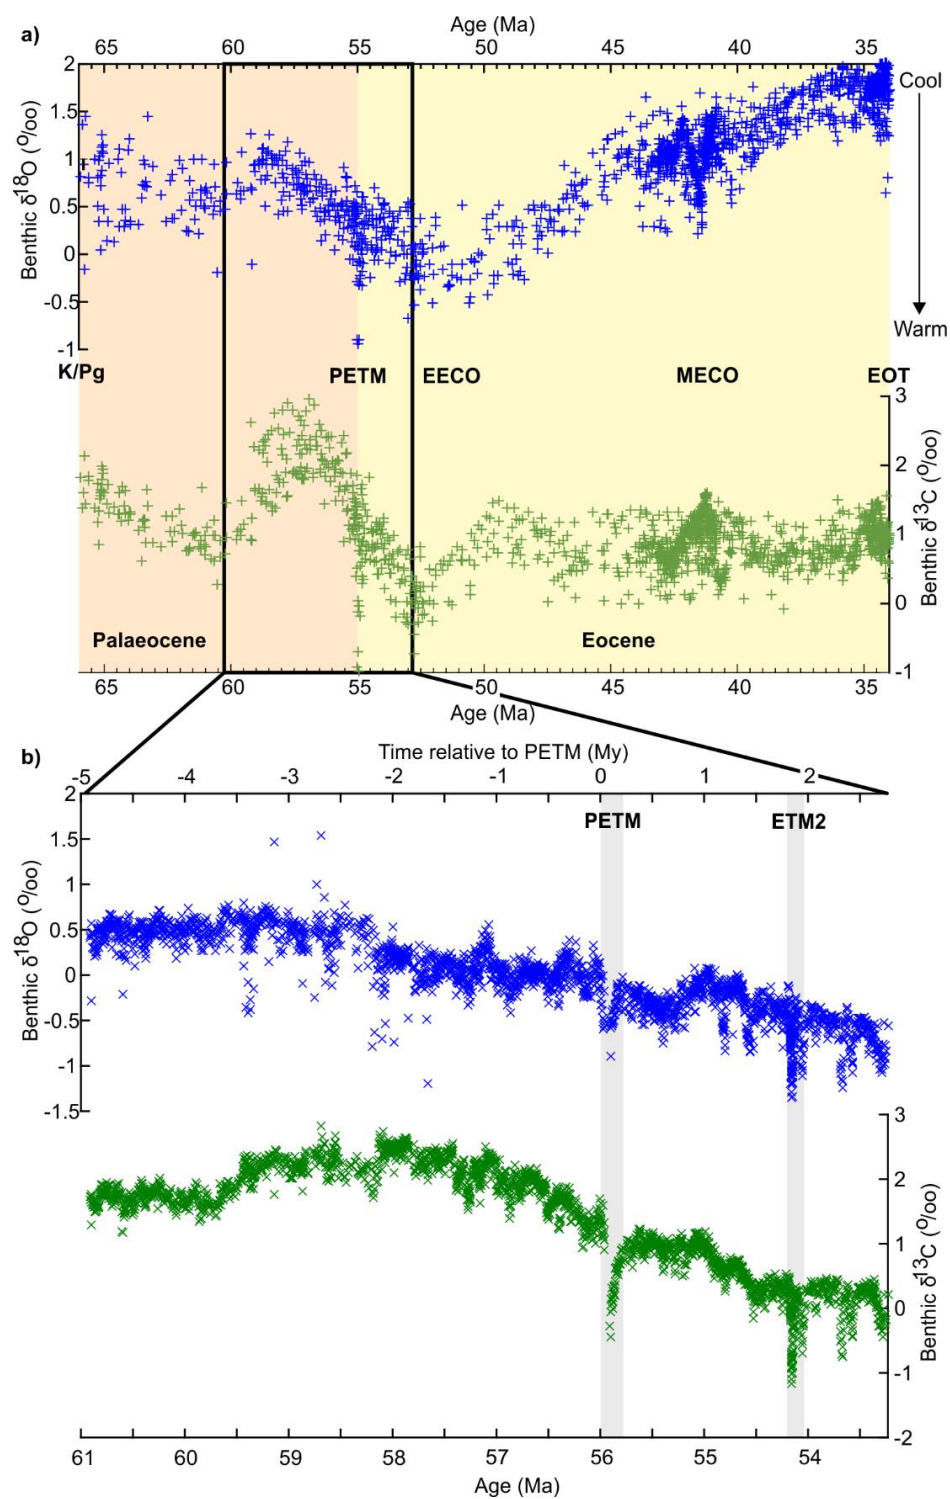 a)
Age (Ma)
65 60 55 50 45 40 35
2
1.5
1
0.5
0
-0.5
-1
Benthic δ18O (o/oo)
Cool
Warm
K/Pg PETM EECO MECO EOT
3
2
1
0
-1
Benthic δ13C (o/oo)
Palaeocene Eocene
65 60 55 50 45 40 35
Age (Ma)
b)
Time relative to PETM (My)
-5 -4 -3 -2 -1 0 1 2
2
1.5
1
0.5
0
-0.5
-1
-1.5
Benthic δ18O (o/oo)
PETM ETM2
3
2
1
0
-1
-2
Benthic δ13C (o/oo)
61 60 59 58 57 56 55 54
Age (Ma)